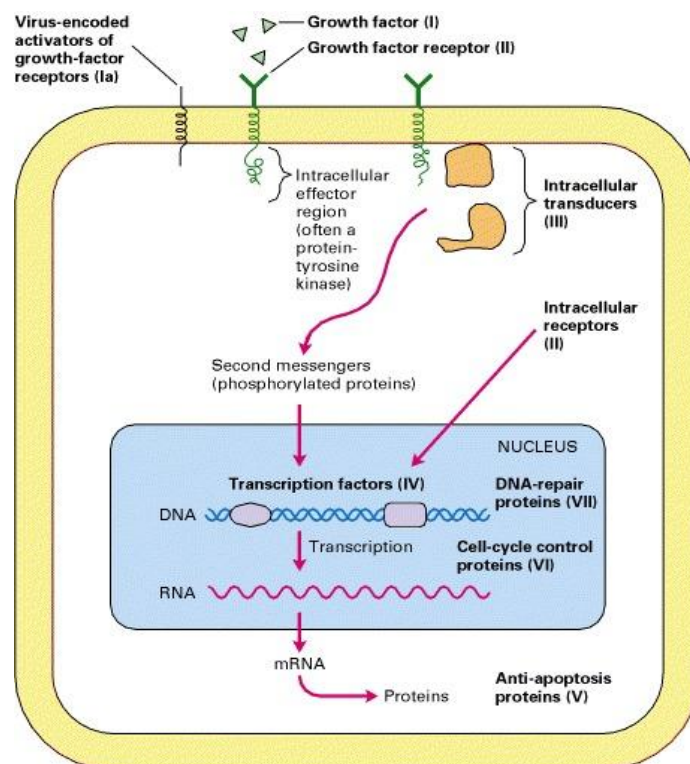 Virus-encoded
activators of
growth-factor
receptors (Ia)
Growth factor (I)
Growth factor receptor (II)
Intracellular
effector
region
(often a
protein-
tyrosine
kinase)
Intracellular
transducers
(III)
Intracellular
receptors
(II)
Second messengers
(phosphorylated proteins)
NUCLEUS
Transcription factors (IV)
DNA-repair
proteins (VII)
DNA
Transcription
Cell-cycle control
proteins (VI)
RNA
mRNA
Proteins
Anti-apoptosis
proteins (V)